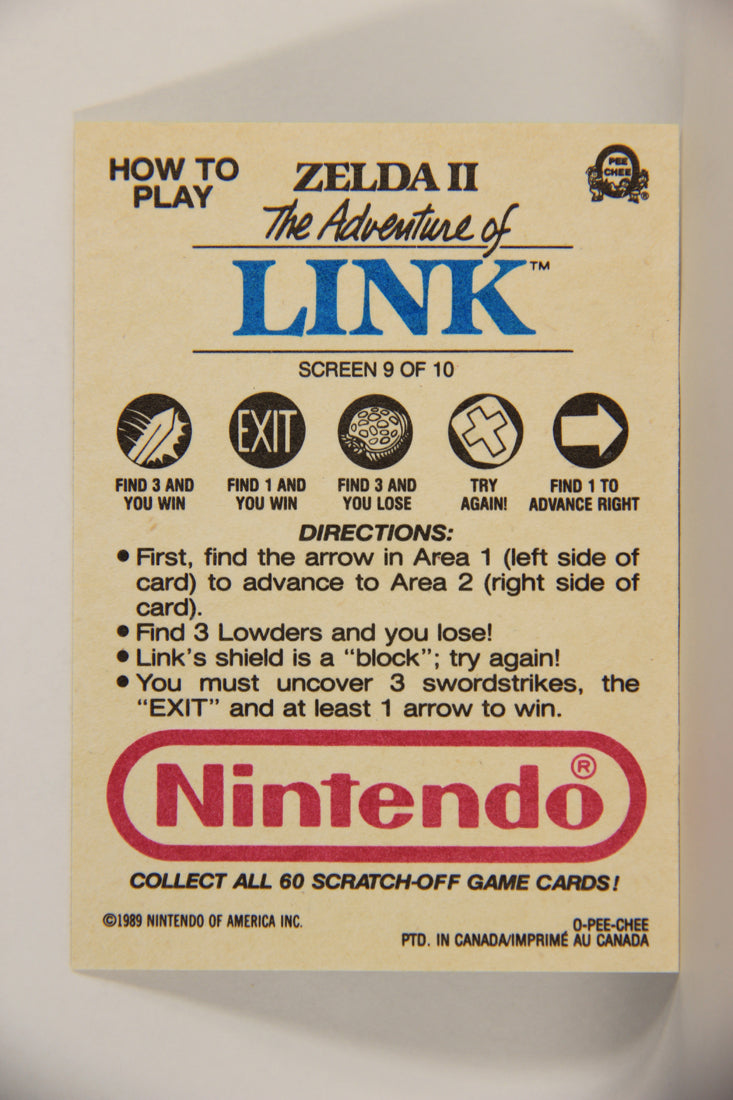 HOW TO
PLAY
ZELDA II
The Adventure of
LINK™
PEE
CHEE
®
SCREEN 9 OF 10
EXIT
FIND 3 AND
YOU WIN
FIND 1 AND
YOU WIN
FIND 3 AND
YOU LOSE
TRY
AGAIN!
FIND 1 TO
ADVANCE RIGHT
DIRECTIONS:
• First, find the arrow in Area 1 (left side of
card) to advance to Area 2 (right side of
card).
• Find 3 Lowders and you lose!
• Link's shield is a "block"; try again!
• You must uncover 3 swordstrikes, the
"EXIT" and at least 1 arrow to win.
Nintendo®
COLLECT ALL 60 SCRATCH-OFF GAME CARDS!
©1989 NINTENDO OF AMERICA INC.
O-PEE-CHEE
PTD. IN CANADA/IMPRIMÉ AU CANADA